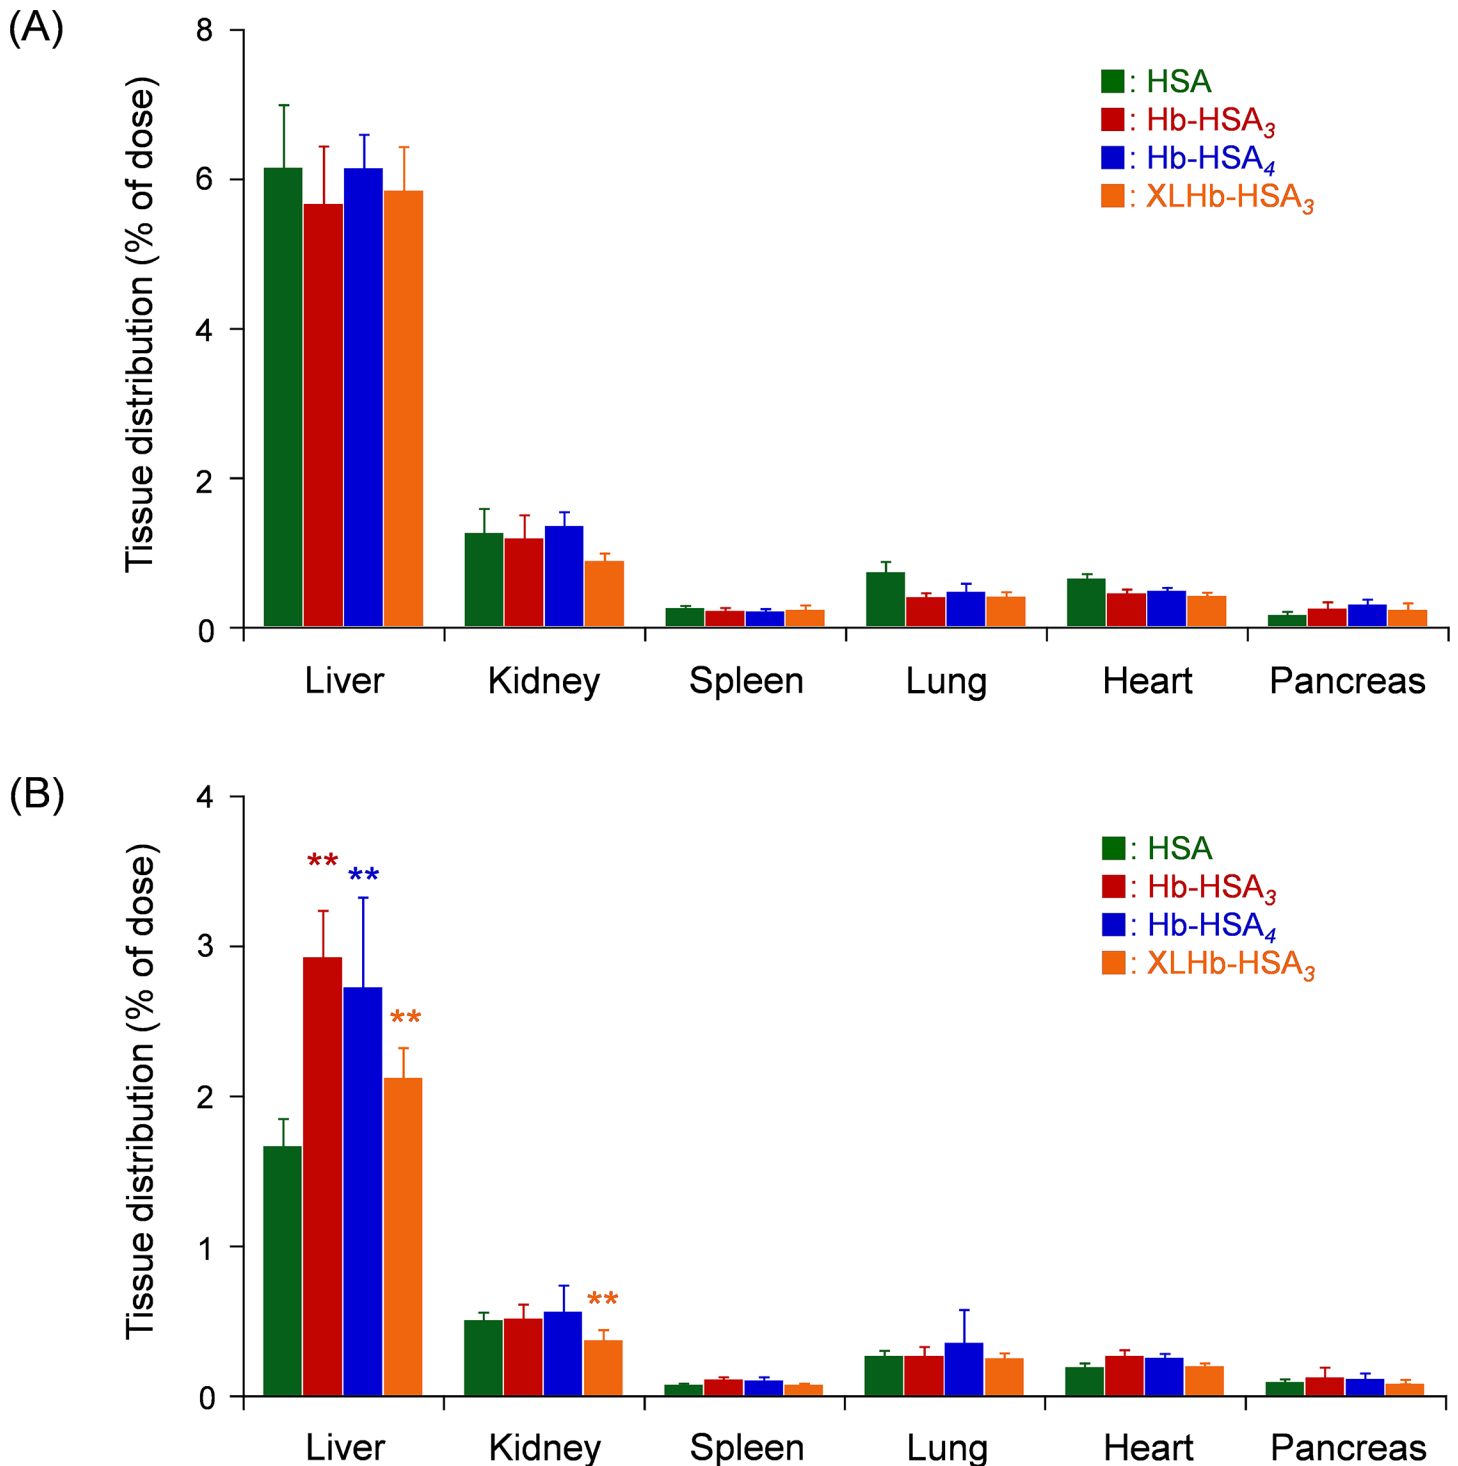 (A)
Tissue distribution (% of dose)
8
6
4
2
0
: HSA
: Hb-HSA3
: Hb-HSA4
: XLHb-HSA3
Liver Kidney Spleen Lung Heart Pancreas
(B)
Tissue distribution (% of dose)
4
3
2
1
0
** ** **
**
: HSA
: Hb-HSA3
: Hb-HSA4
: XLHb-HSA3
Liver Kidney Spleen Lung Heart Pancreas